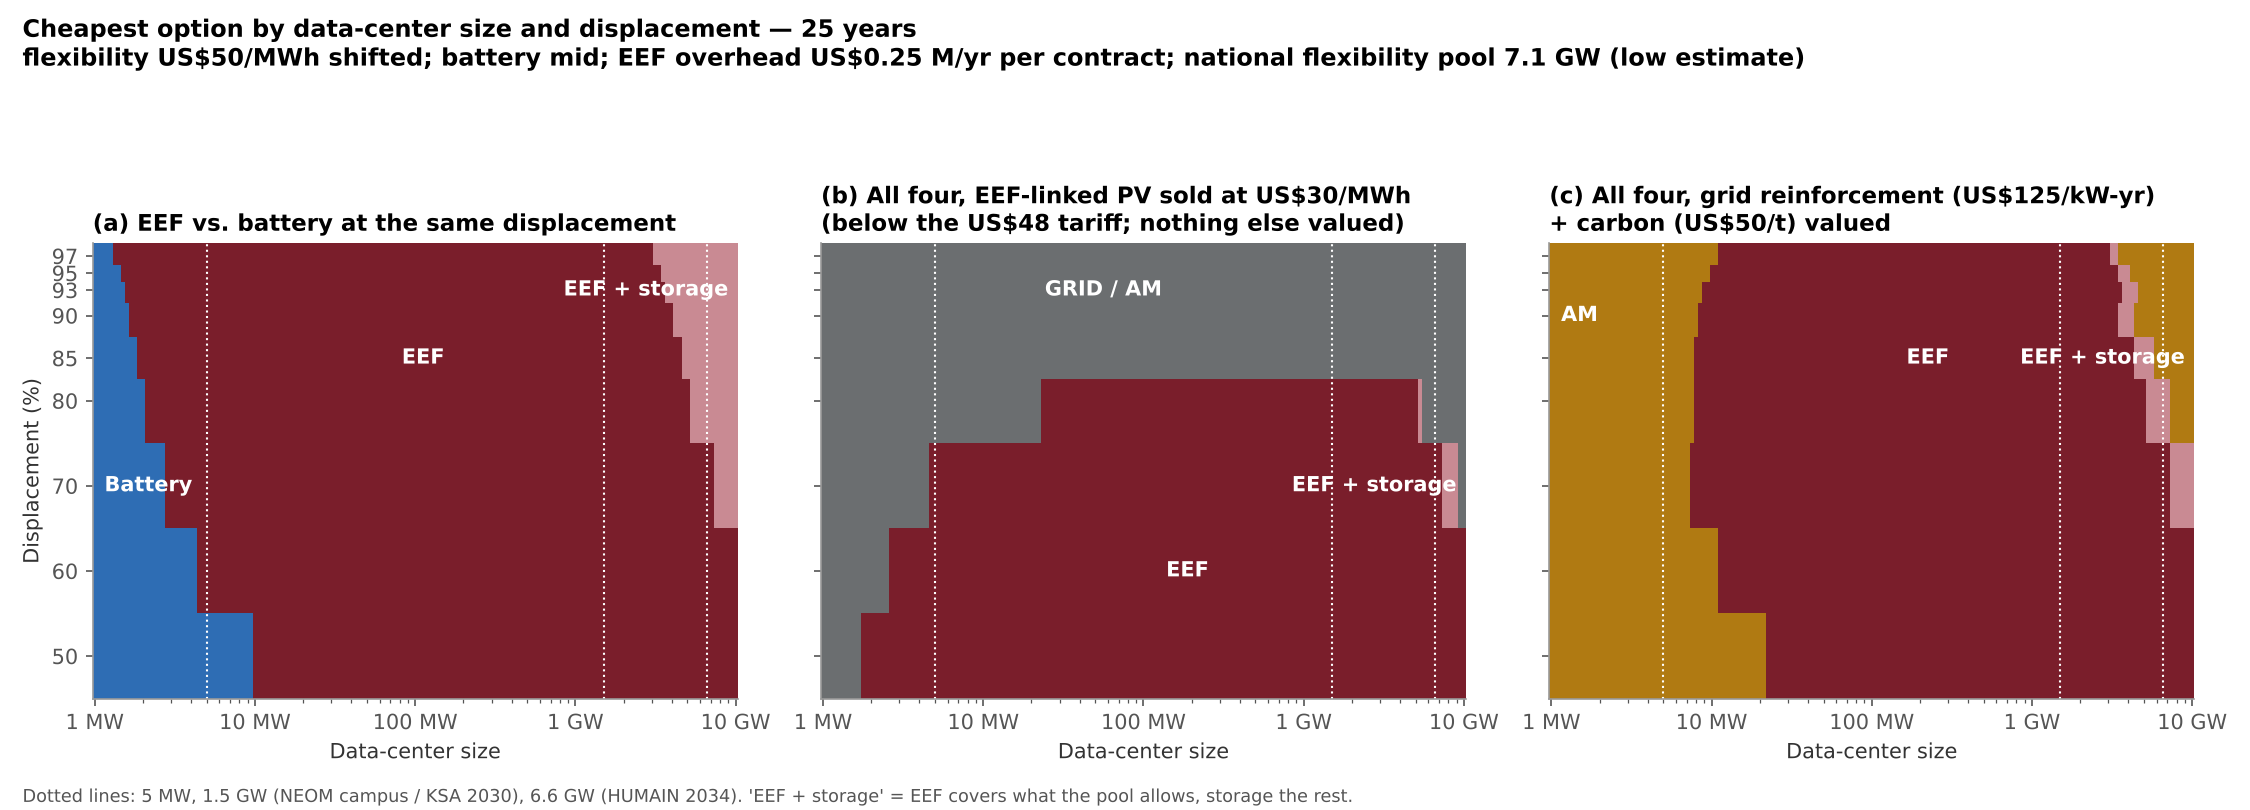 Cheapest option by data-center size and displacement — 25 years
flexibility US$50/MWh shifted; battery mid; EEF overhead US$0.25 M/yr per contract; national flexibility pool 7.1 GW (low estimate)
(a) EEF vs. battery at the same displacement
Displacement (%)
97
95
93
90
85
80
70
60
50
EEF + storage
EEF
Battery
1 MW
10 MW
100 MW
1 GW
10 GW
Data-center size
(b) All four, EEF-linked PV sold at US$30/MWh
(below the US$48 tariff; nothing else valued)
GRID / AM
EEF + storage
EEF
1 MW
10 MW
100 MW
1 GW
10 GW
Data-center size
(c) All four, grid reinforcement (US$125/kW-yr)
+ carbon (US$50/t) valued
AM
EEF
EEF + storage
1 MW
10 MW
100 MW
1 GW
10 GW
Data-center size
Dotted lines: 5 MW, 1.5 GW (NEOM campus / KSA 2030), 6.6 GW (HUMAIN 2034). 'EEF + storage' = EEF covers what the pool allows, storage the rest.